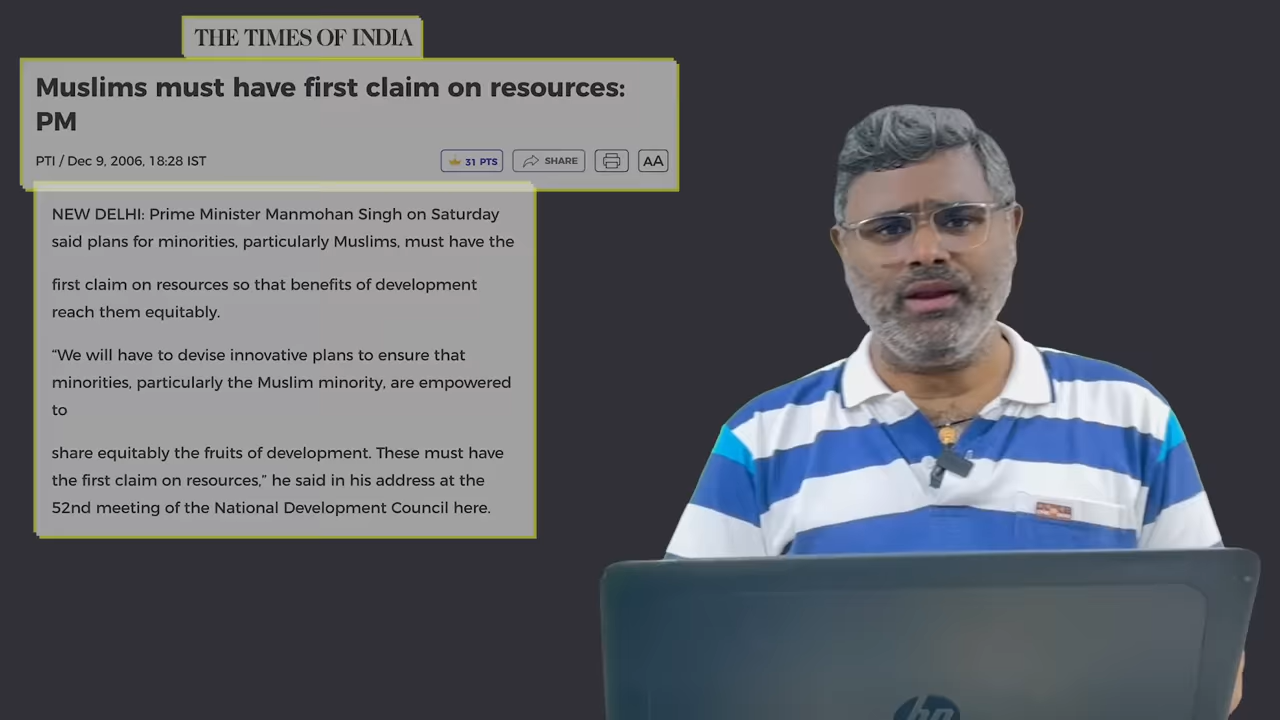 THE TIMES OF INDIA
Muslims must have first claim on resources:
PM
PTI / Dec 9, 2006, 18:28 IST
31 PTS
SHARE
AA
NEW DELHI: Prime Minister Manmohan Singh on Saturday
said plans for minorities, particularly Muslims, must have the
first claim on resources so that benefits of development
reach them equitably.
“We will have to devise innovative plans to ensure that
minorities, particularly the Muslim minority, are empowered
to
share equitably the fruits of development. These must have
the first claim on resources,” he said in his address at the
52nd meeting of the National Development Council here.
hp